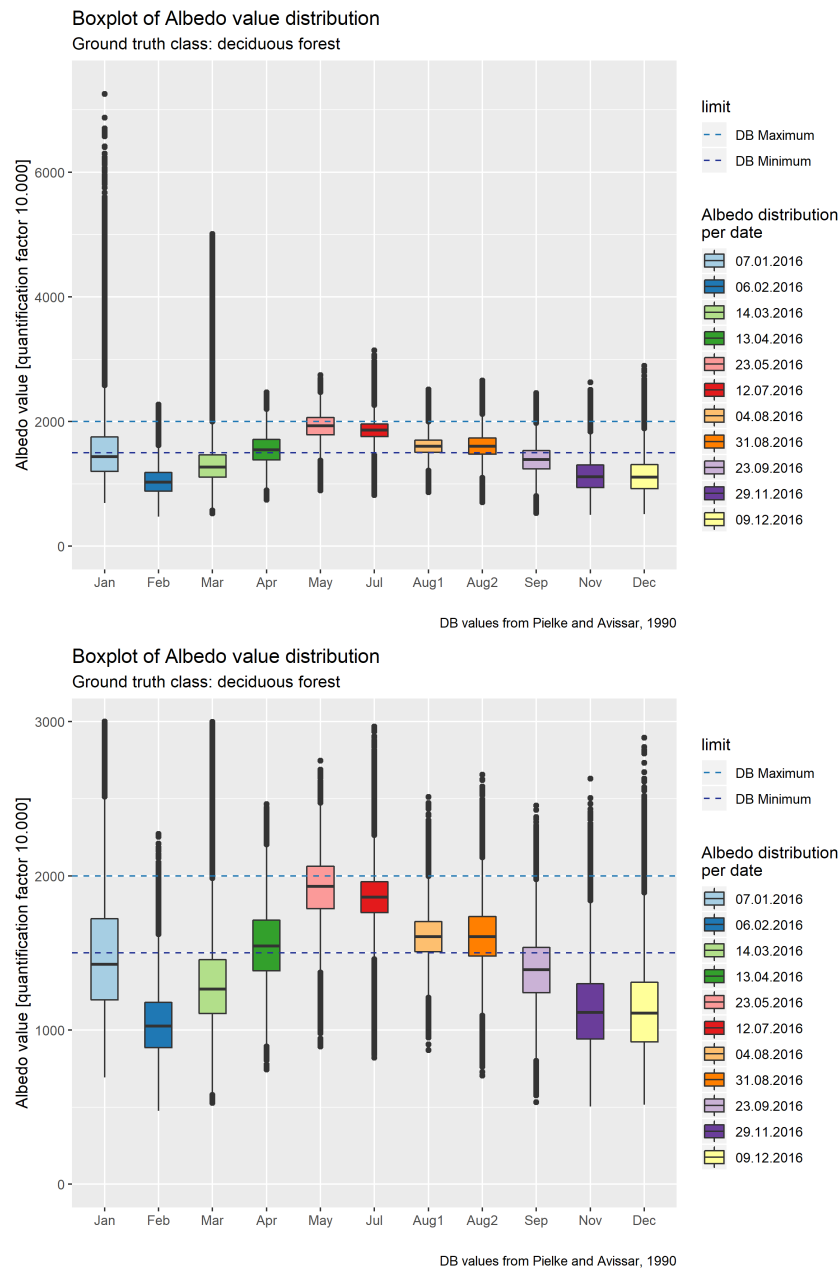 Boxplot of Albedo value distribution
Ground truth class: deciduous forest
Albedo value [quantification factor 10.000]
6000
4000
2000
0
Jan Feb Mar Apr May Jul Aug1 Aug2 Sep Nov Dec
DB values from Pielke and Avissar, 1990
limit
DB Maximum
DB Minimum
Albedo distribution
per date
07.01.2016
06.02.2016
14.03.2016
13.04.2016
23.05.2016
12.07.2016
04.08.2016
31.08.2016
23.09.2016
29.11.2016
09.12.2016
Boxplot of Albedo value distribution
Ground truth class: deciduous forest
Albedo value [quantification factor 10.000]
3000
2000
1000
0
Jan Feb Mar Apr May Jul Aug1 Aug2 Sep Nov Dec
DB values from Pielke and Avissar, 1990
limit
DB Maximum
DB Minimum
Albedo distribution
per date
07.01.2016
06.02.2016
14.03.2016
13.04.2016
23.05.2016
12.07.2016
04.08.2016
31.08.2016
23.09.2016
29.11.2016
09.12.2016